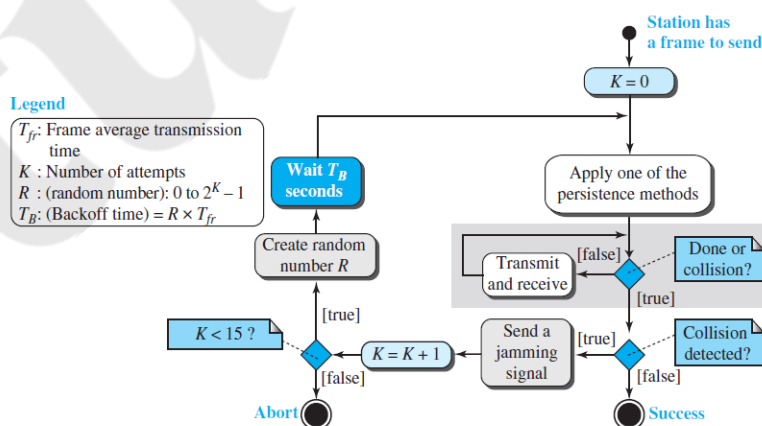 Station has
a frame to send
K = 0
Legend
T_fr: Frame average transmission
time
K : Number of attempts
R : (random number): 0 to 2^K – 1
T_B: (Backoff time) = R × T_fr
Wait T_B
seconds
Apply one of the
persistence methods
Create random
number R
[false]
Transmit
and receive
Done or
collision?
[true]
[true]
K < 15 ?
K = K + 1
Send a
jamming
signal
[true]
Collision
detected?
[false]
[false]
Abort
Success